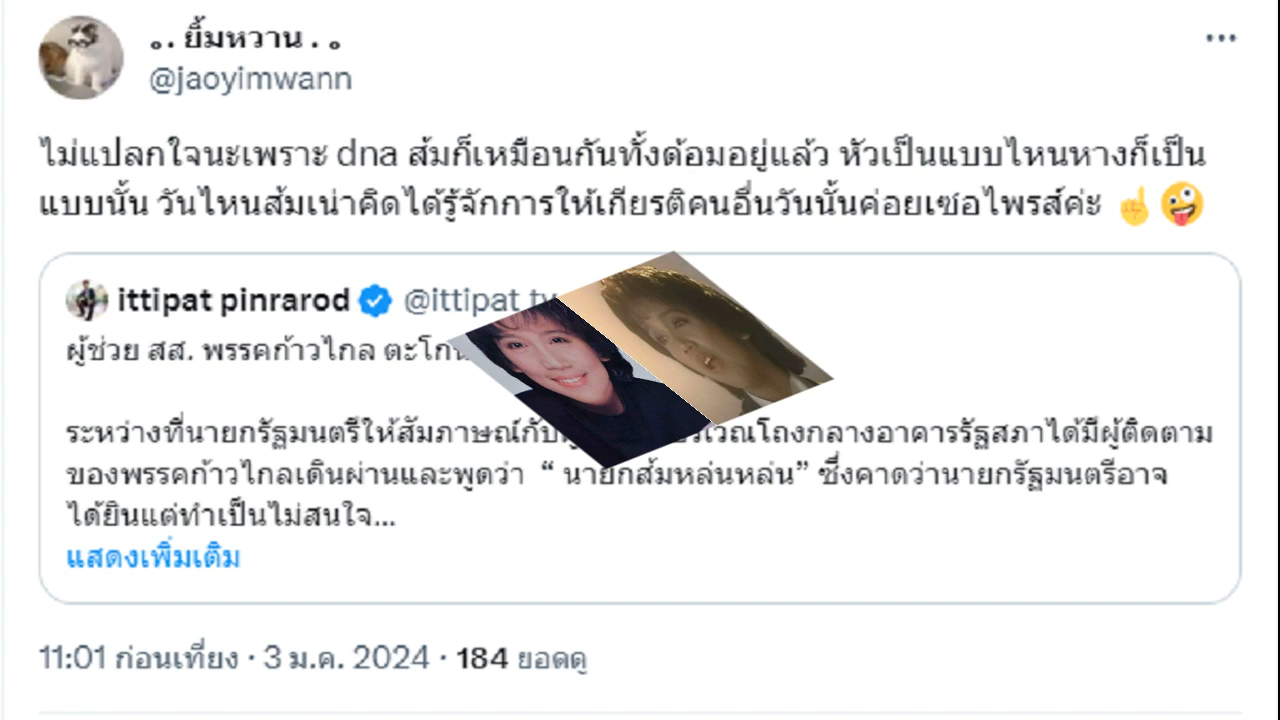 。. ยิ้มหวาน . 。
@jaoyimwann
ไม่แปลกใจนะเพราะ dna ส้มก็เหมือนกันทั้งด้อมอยู่แล้ว หัวเป็นแบบไหนหางก็เป็น
แบบนั้น วันไหนส้มเน่าคิดได้รู้จักการให้เกียรติคนอื่นวันนั้นค่อยเซอไพรส์ค่ะ ☝️🤪
ittipat pinrarod @ittipat
ผู้ช่วย สส. พรรคก้าวไกล
ระหว่างที่นายกรัฐมนตรีให้สัมภาษณ์กับ โถงกลางอาคารรัฐสภาได้มีผู้ติดตาม
ของพรรคก้าวไกลเดินผ่านและพูดว่า “ นายกส้มหล่นหล่น” ซึ่งคาดว่านายกรัฐมนตรีอาจ
ได้ยินแต่ทำเป็นไม่สนใจ...
แสดงเพิ่มเติม
11:01 ก่อนเที่ยง · 3 ม.ค. 2024 · 184 ยอดดู